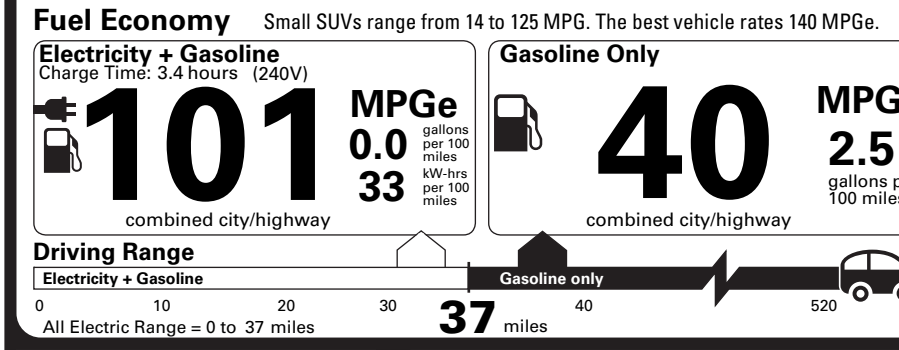 Fuel Economy Small SUVs range from 14 to 125 MPG. The best vehicle rates 140 MPGe.
Electricity + Gasoline
Charge Time: 3.4 hours (240V)
101
MPGe
0.0 gallons per 100 miles
33 kW-hrs per 100 miles
combined city/highway
Gasoline Only
40
MPG
2.5
gallons p
100 miles
combined city/highway
Driving Range
Electricity + Gasoline
Gasoline only
0 10 20 30 40 520
All Electric Range = 0 to 37 miles
37 miles